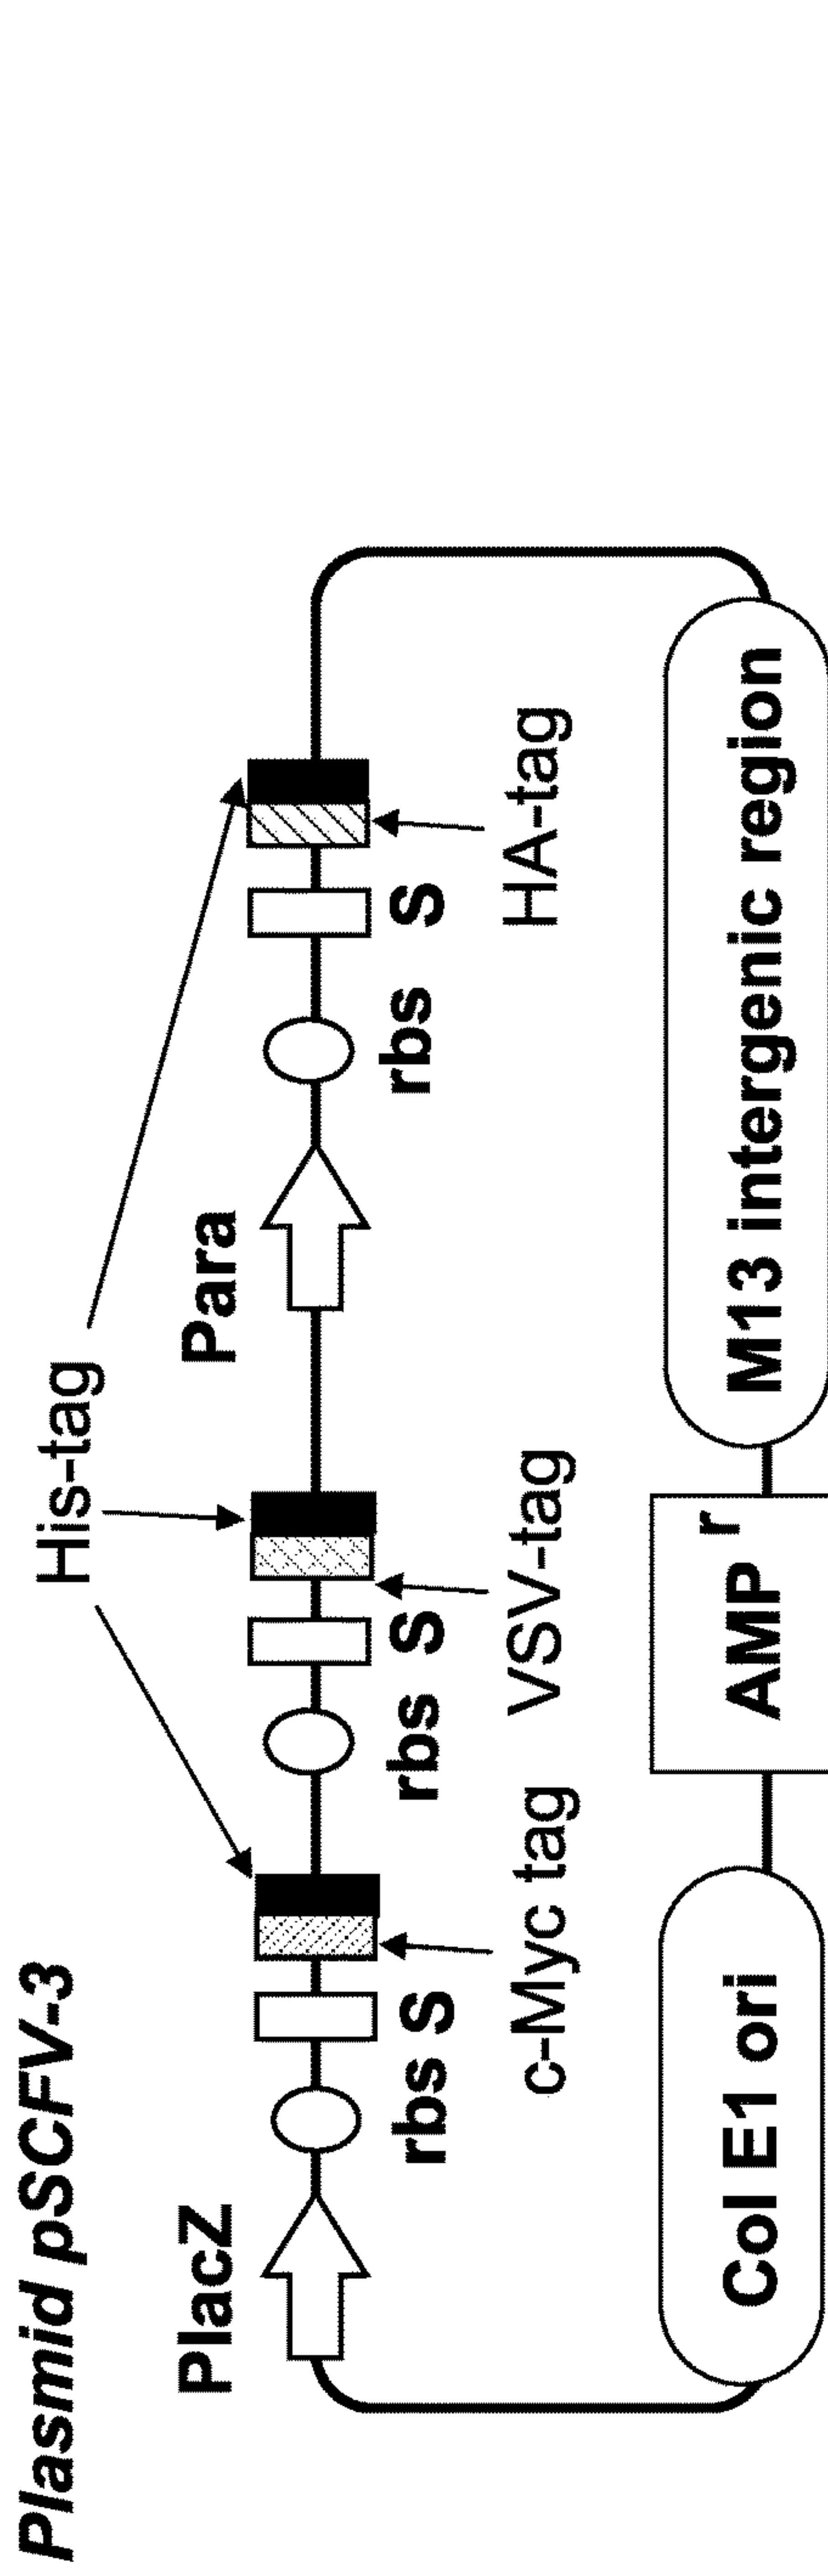 Plasmid pSCFV-3
His-tag
PlacZ
Para
rbs S
rbs S
rbs S
c-Myc tag
VSV-tag
HA-tag
Col E1 ori
AMP r
M13 intergenic region